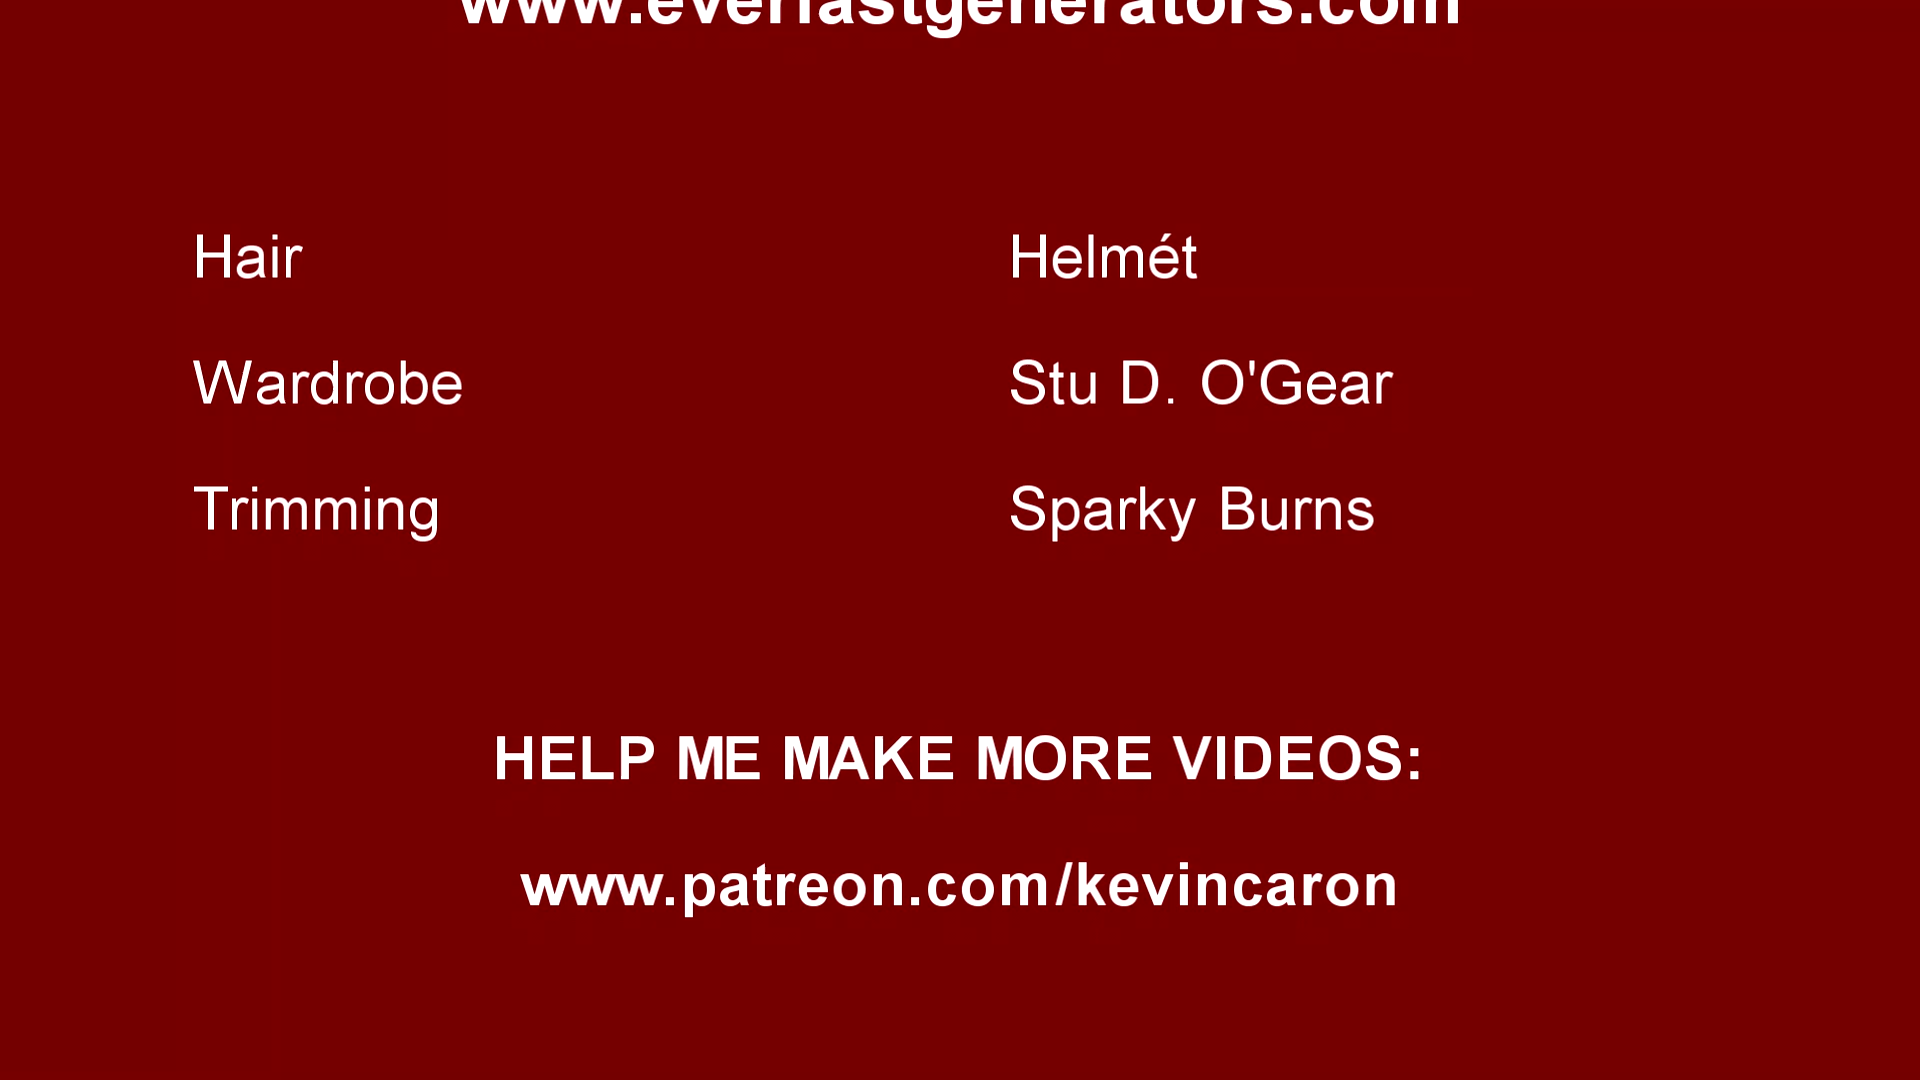 www.everlastgenerators.com
Hair Helmét
Wardrobe Stu D. O'Gear
Trimming Sparky Burns
HELP ME MAKE MORE VIDEOS:
www.patreon.com/kevincaron